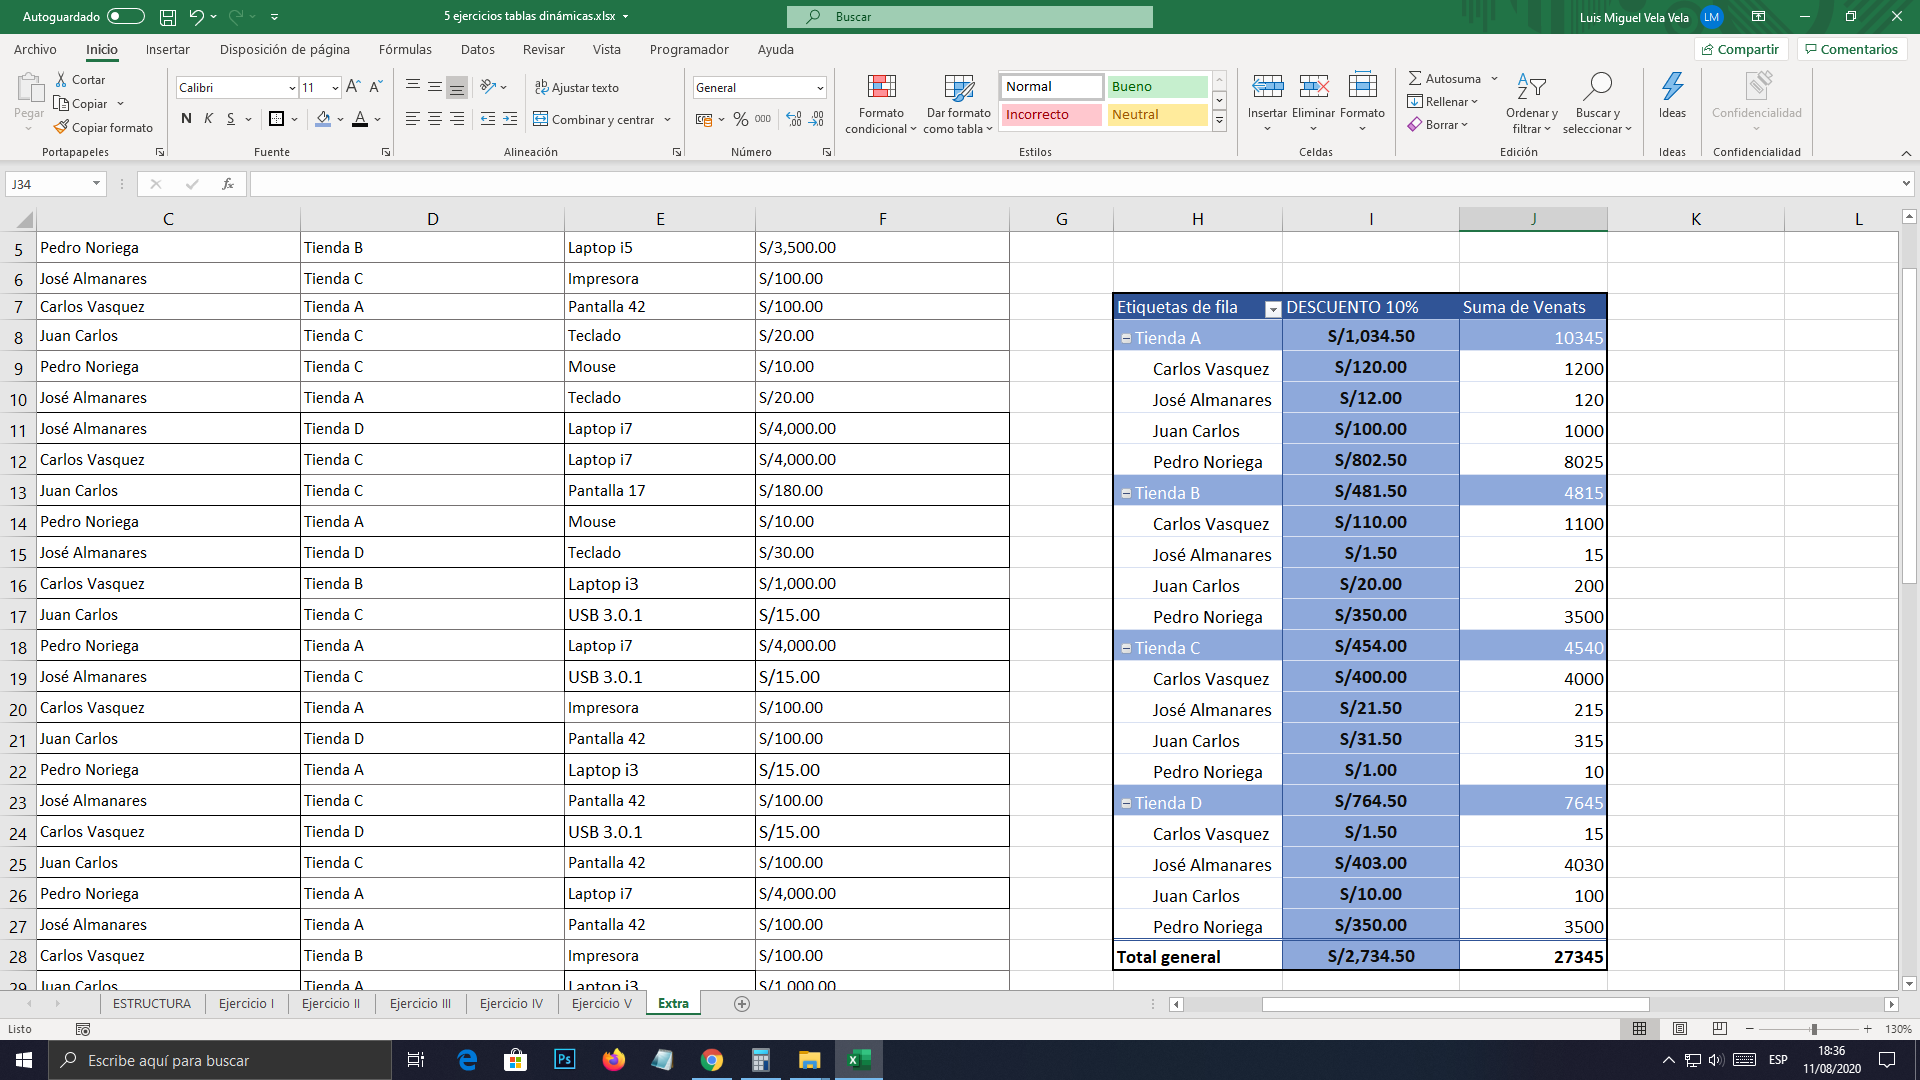 Autoguardado
5 ejercicios tablas dinámicas.xlsx
Buscar
Luis Miguel Vela Vela LM
Archivo Inicio Insertar Disposición de página Fórmulas Datos Revisar Vista Programador Ayuda
Compartir Comentarios
Pegar
Cortar
Copiar
Copiar formato
Portapapeles
Calibri 11
N K S
Fuente
Ajustar texto
Combinar y centrar
Alineación
General
% 000
Número
Formato condicional
Dar formato como tabla
Normal Bueno
Incorrecto Neutral
Estilos
Insertar Eliminar Formato
Celdas
Autosuma
Rellenar
Borrar
Ordenar y filtrar
Buscar y seleccionar
Edición
Ideas
Ideas
Confidencialidad
Confidencialidad
J34 fx
C D E F G H I J K L
5 Pedro Noriega Tienda B Laptop i5 S/3,500.00
6 José Almanares Tienda C Impresora S/100.00
7 Carlos Vasquez Tienda A Pantalla 42 S/100.00 Etiquetas de fila DESCUENTO 10% Suma de Venats
8 Juan Carlos Tienda C Teclado S/20.00 Tienda A S/1,034.50 10345
9 Pedro Noriega Tienda C Mouse S/10.00 Carlos Vasquez S/120.00 1200
10 José Almanares Tienda A Teclado S/20.00 José Almanares S/12.00 120
11 José Almanares Tienda D Laptop i7 S/4,000.00 Juan Carlos S/100.00 1000
12 Carlos Vasquez Tienda C Laptop i7 S/4,000.00 Pedro Noriega S/802.50 8025
13 Juan Carlos Tienda C Pantalla 17 S/180.00 Tienda B S/481.50 4815
14 Pedro Noriega Tienda A Mouse S/10.00 Carlos Vasquez S/110.00 1100
15 José Almanares Tienda D Teclado S/30.00 José Almanares S/1.50 15
16 Carlos Vasquez Tienda B Laptop i3 S/1,000.00 Juan Carlos S/20.00 200
17 Juan Carlos Tienda C USB 3.0.1 S/15.00 Pedro Noriega S/350.00 3500
18 Pedro Noriega Tienda A Laptop i7 S/4,000.00 Tienda C S/454.00 4540
19 José Almanares Tienda C USB 3.0.1 S/15.00 Carlos Vasquez S/400.00 4000
20 Carlos Vasquez Tienda A Impresora S/100.00 José Almanares S/21.50 215
21 Juan Carlos Tienda D Pantalla 42 S/100.00 Juan Carlos S/31.50 315
22 Pedro Noriega Tienda A Laptop i3 S/15.00 Pedro Noriega S/1.00 10
23 José Almanares Tienda C Pantalla 42 S/100.00 Tienda D S/764.50 7645
24 Carlos Vasquez Tienda D USB 3.0.1 S/15.00 Carlos Vasquez S/1.50 15
25 Juan Carlos Tienda C Pantalla 42 S/100.00 José Almanares S/403.00 4030
26 Pedro Noriega Tienda A Laptop i7 S/4,000.00 Juan Carlos S/10.00 100
27 José Almanares Tienda A Pantalla 42 S/100.00 Pedro Noriega S/350.00 3500
28 Carlos Vasquez Tienda B Impresora S/100.00 Total general S/2,734.50 27345
29 Juan Carlos Tienda A Laptop i3 S/1,000.00
ESTRUCTURA Ejercicio I Ejercicio II Ejercicio III Ejercicio IV Ejercicio V Extra
Listo 130%
Escribe aquí para buscar
Ps
ESP
18:36
11/08/2020